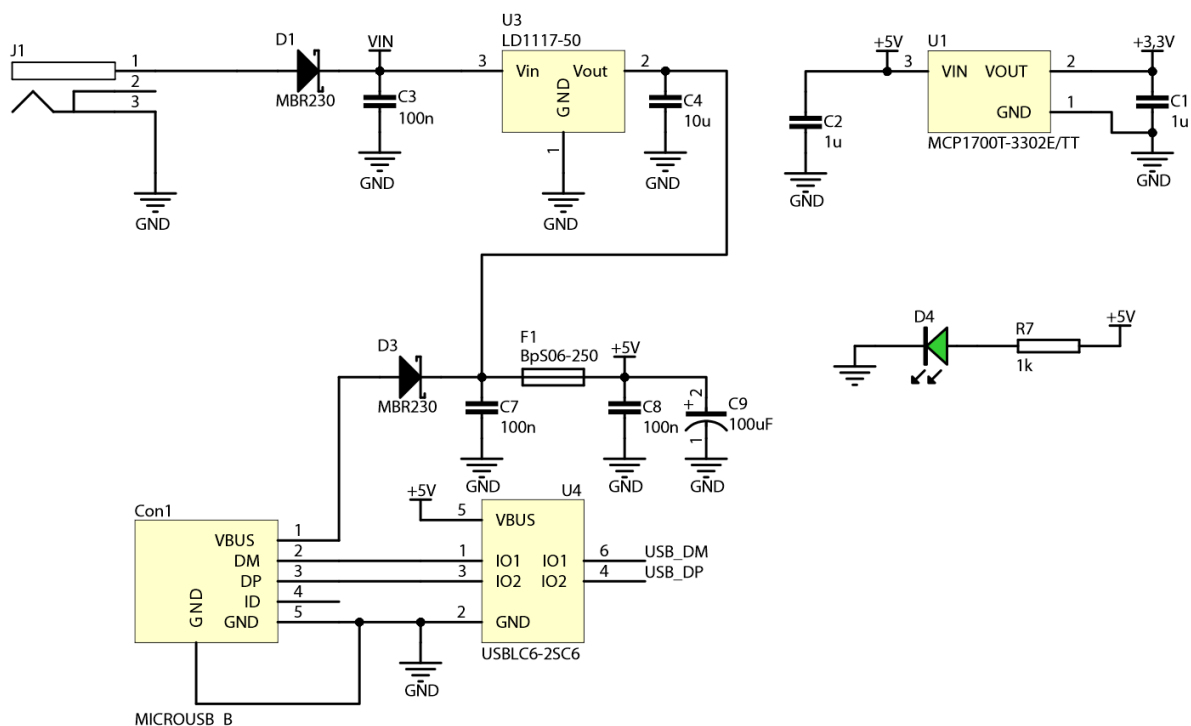 J1
1
2
3
GND
D1
MBR230
VIN
C3
100n
GND
U3
LD1117-50
3
Vin
Vout
GND
2
1
GND
C4
10u
GND
+5V
U1
3
VIN
VOUT
GND
2
1
MCP1700T-3302E/TT
C2
1u
GND
+3,3V
C1
1u
GND
D3
MBR230
F1
BpS06-250
+5V
C7
100n
GND
C8
100n
GND
+
2
1
C9
100uF
GND
D4
R7
1k
+5V
Con1
VBUS
DM
DP
ID
GND
GND
1
2
3
4
5
MICROUSB_B
GND
+5V
U4
5
VBUS
1
IO1
IO1
6
USB_DM
3
IO2
IO2
4
USB_DP
2
GND
USBLC6-2SC6